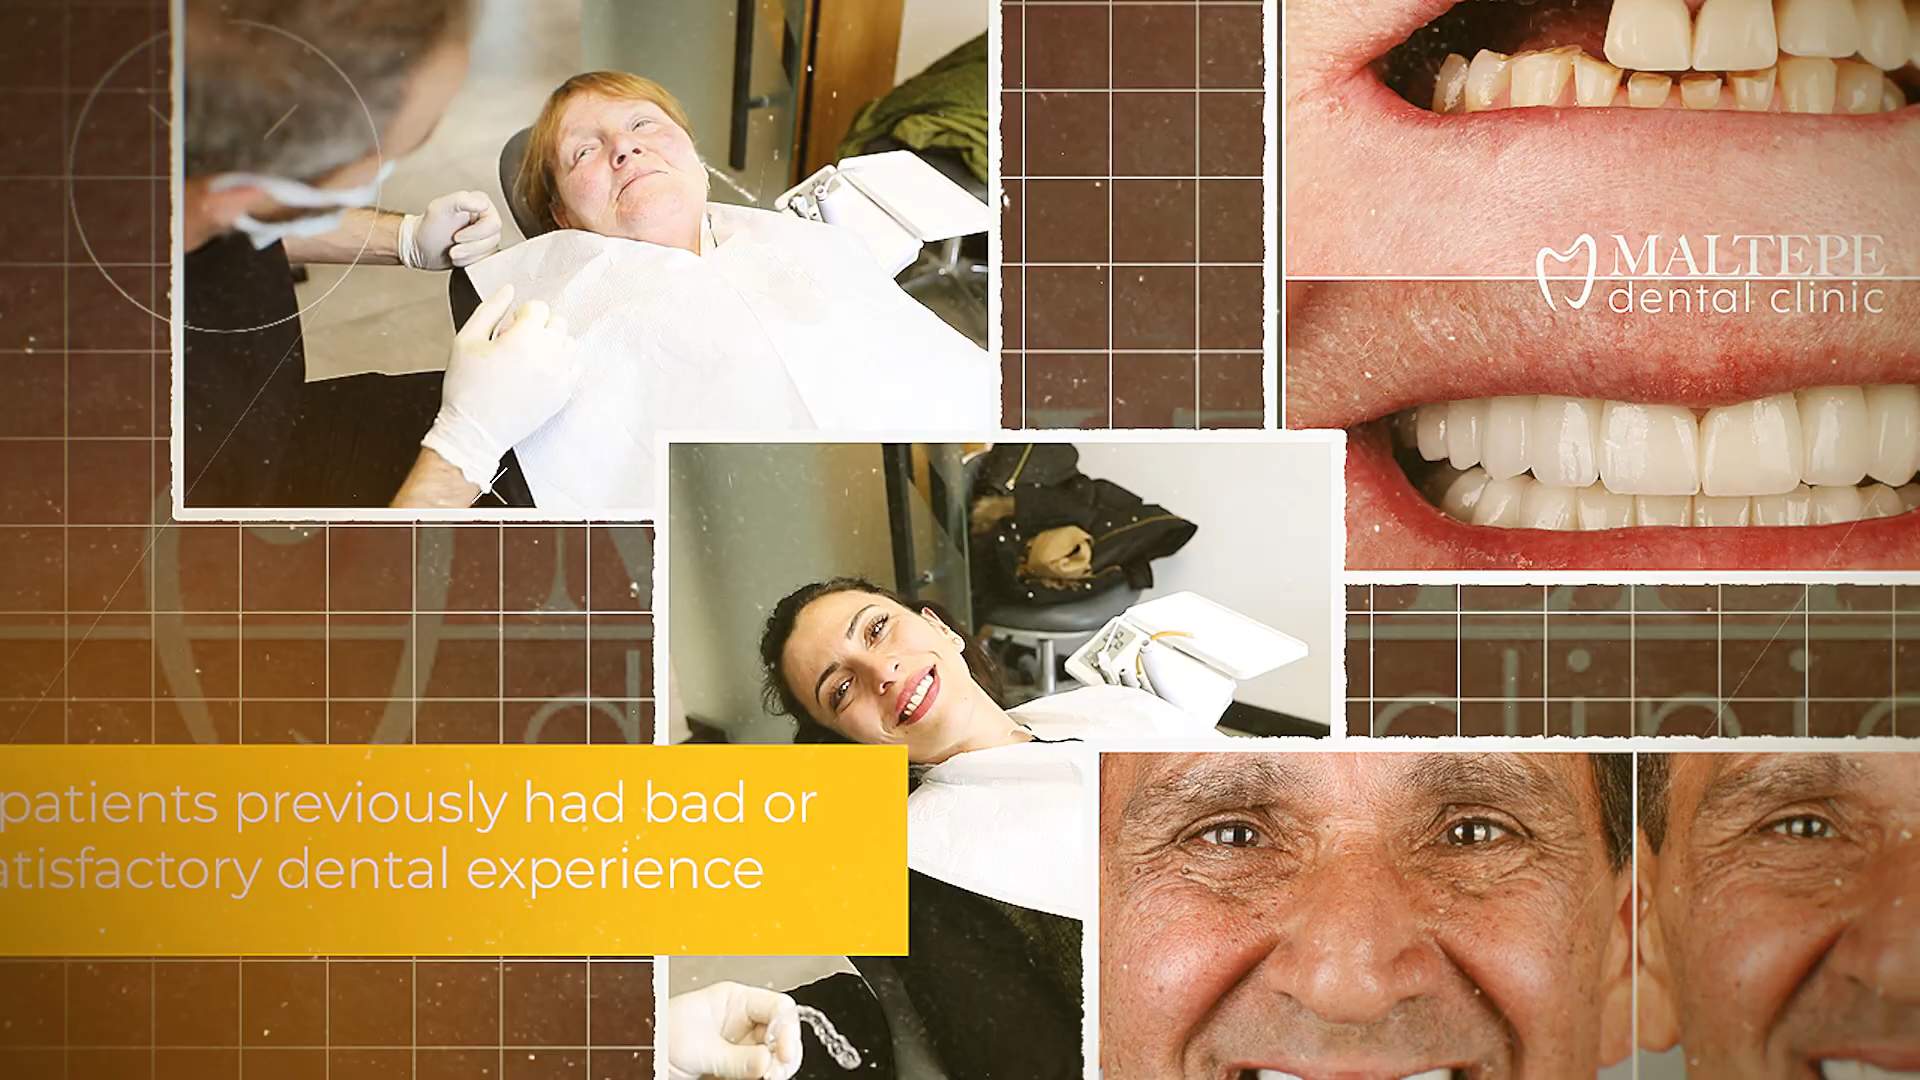 MALTEPE
dental clinic
patients previously had bad or
atisfactory dental experience